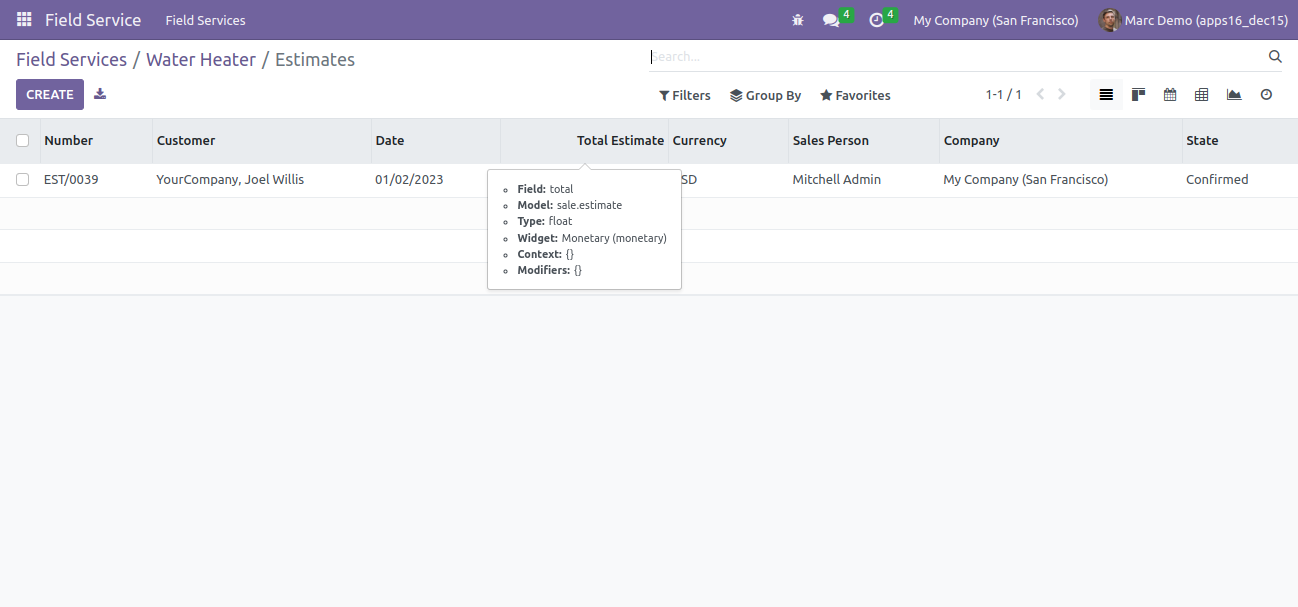 Field Service Field Services 4 4 My Company (San Francisco) Marc Demo (apps16_dec15)
Field Services / Water Heater / Estimates
Search...
CREATE
Filters Group By Favorites 1-1 / 1
Number Customer Date Total Estimate Currency Sales Person Company State
EST/0039 YourCompany, Joel Willis 01/02/2023 SD Mitchell Admin My Company (San Francisco) Confirmed
Field: total
Model: sale.estimate
Type: float
Widget: Monetary (monetary)
Context: {}
Modifiers: {}